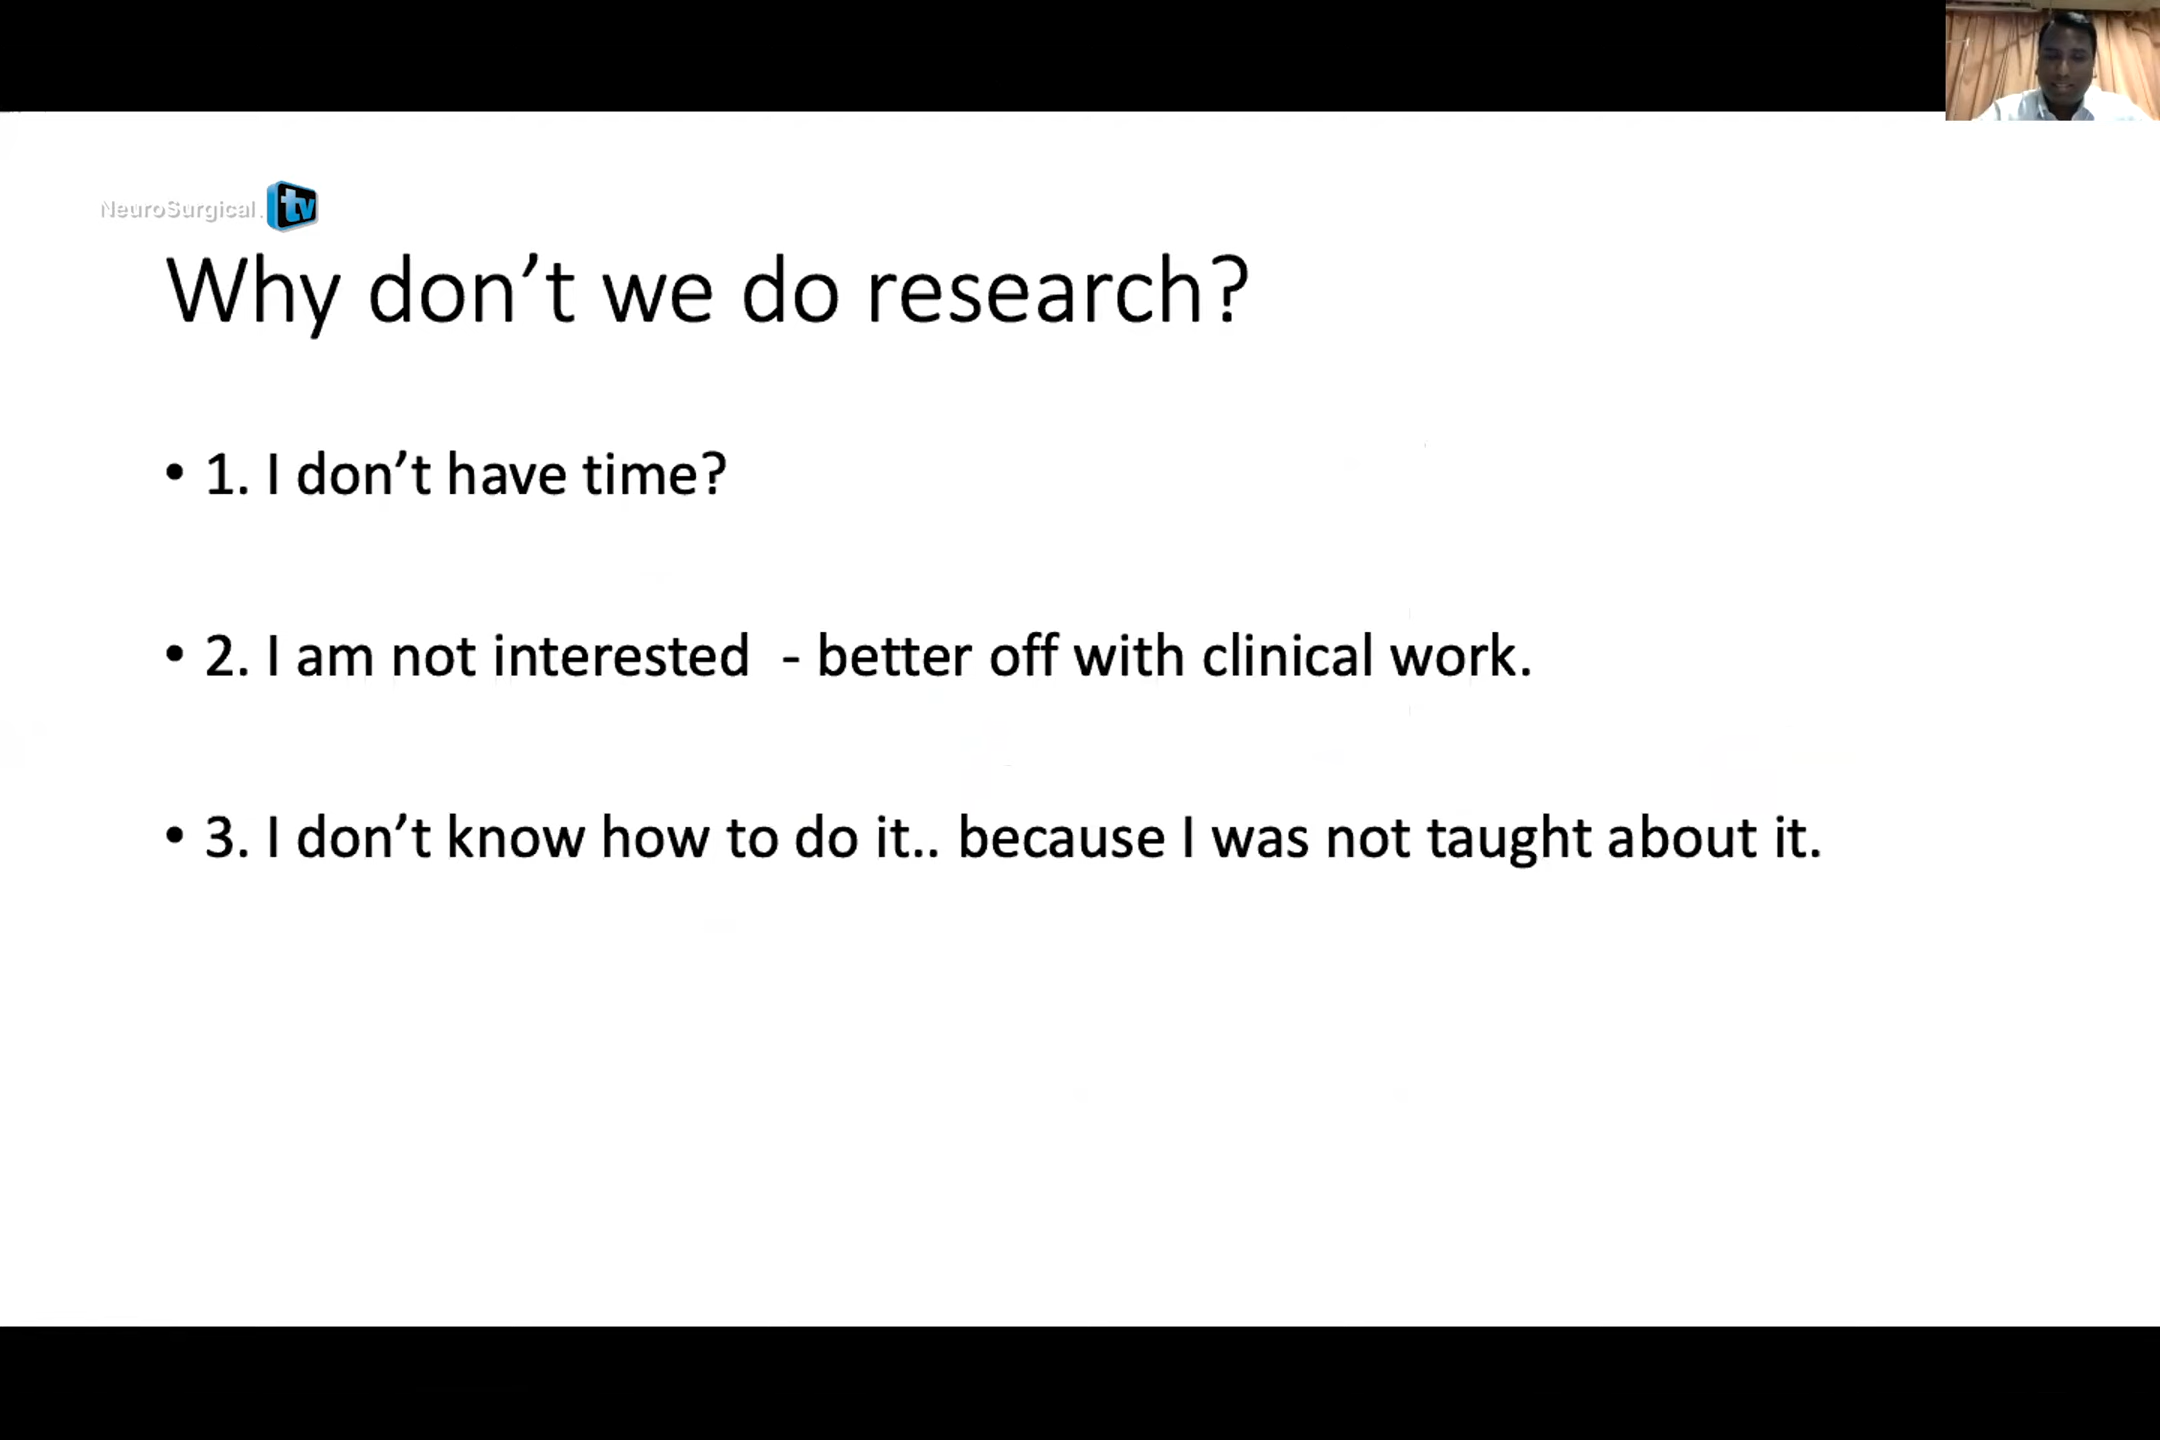 NeuroSurgical. tv
Why don’t we do research?
• 1. I don’t have time?
• 2. I am not interested  - better off with clinical work.
• 3. I don’t know how to do it.. because I was not taught about it.